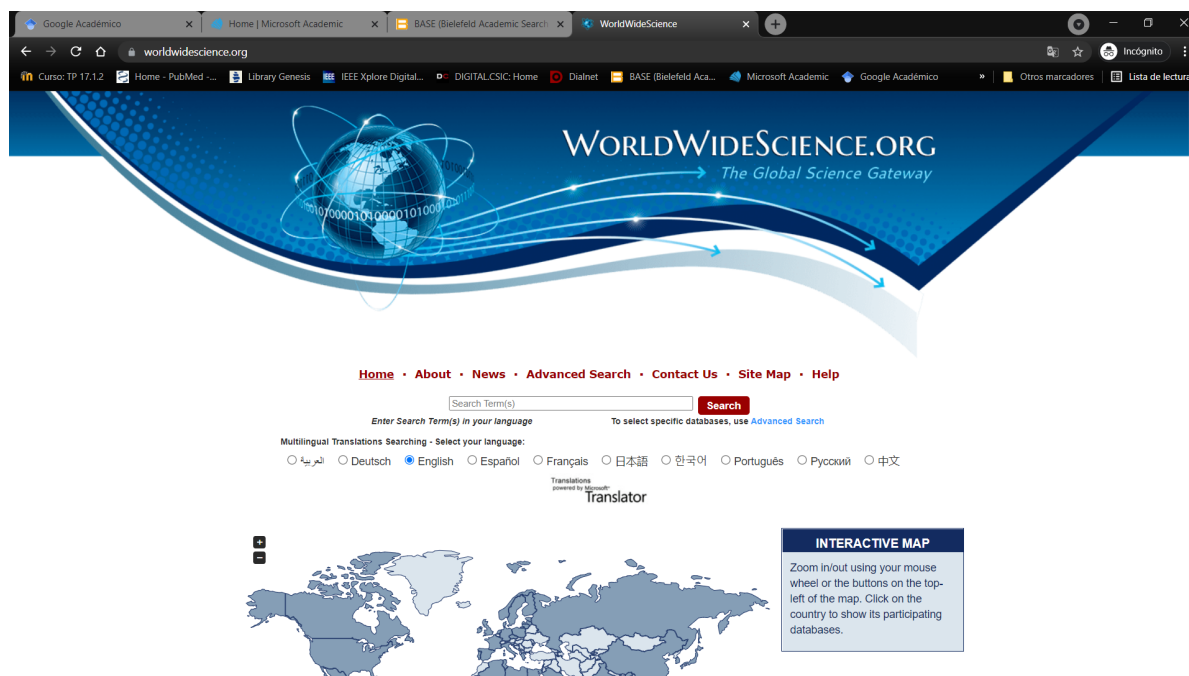 Google Académico
Home | Microsoft Academic
BASE (Bielefeld Academic Search
WorldWideScience
worldwidescience.org
Incógnito
Curso: TP 17.1.2
Home - PubMed -...
Library Genesis
IEEE Xplore Digital...
DIGITAL.CSIC: Home
Dialnet
BASE (Bielefeld Aca...
Microsoft Academic
Google Académico
»
Otros marcadores
Lista de lectura
WORLDWIDESCIENCE.ORG
The Global Science Gateway
Home · About · News · Advanced Search · Contact Us · Site Map · Help
Search Term(s)
Search
Enter Search Term(s) in your language
To select specific databases, use Advanced Search
Multilingual Translations Searching - Select your language:
العربية Deutsch English Español Français 日本語 한국어 Português Русский 中文
Translations
powered by Microsoft®
Translator
+
-
INTERACTIVE MAP
Zoom in/out using your mouse
wheel or the buttons on the top-
left of the map. Click on the
country to show its participating
databases.